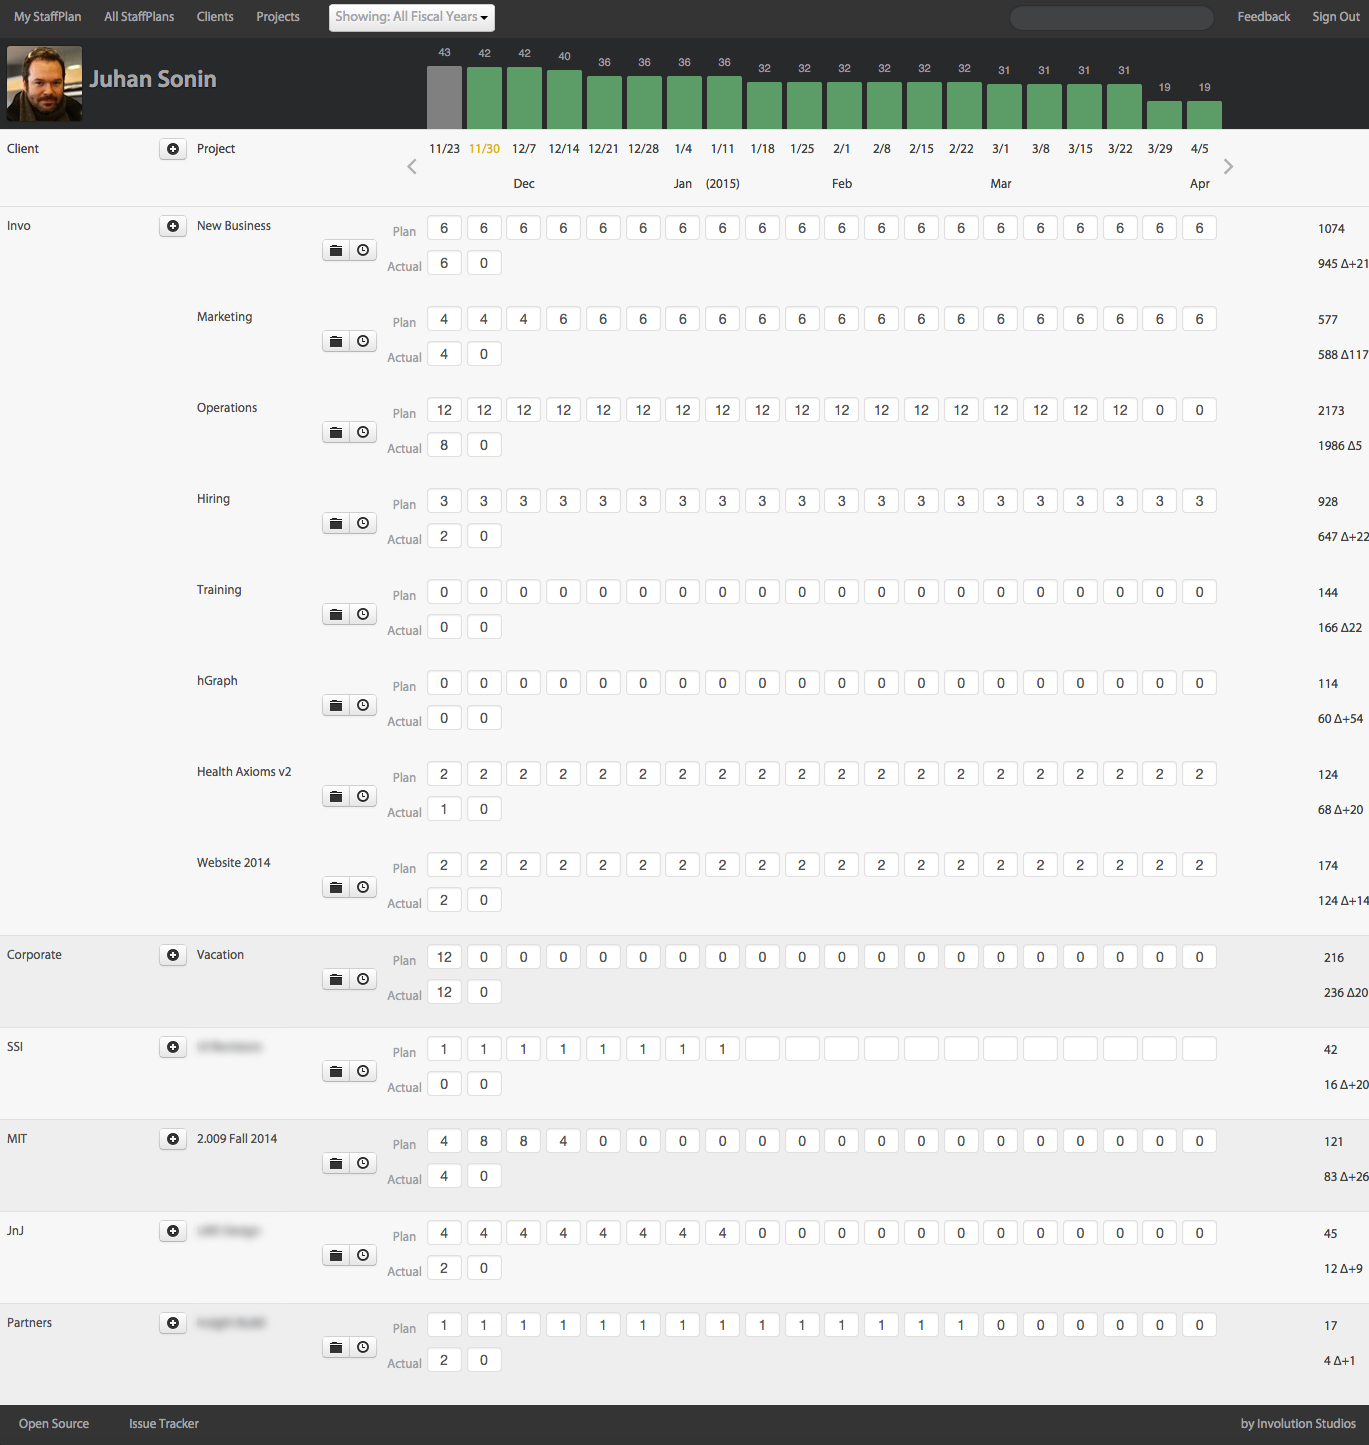 My StaffPlan All StaffPlans Clients Projects Showing: All Fiscal Years Feedback Sign Out
Juhan Sonin
43 42 42 40 36 36 36 36 32 32 32 32 32 32 31 31 31 31 19 19
Client Project 11/23 11/30 12/7 12/14 12/21 12/28 1/4 1/11 1/18 1/25 2/1 2/8 2/15 2/22 3/1 3/8 3/15 3/22 3/29 4/5
Dec Jan (2015) Feb Mar Apr
Invo New Business
Plan 6 6 6 6 6 6 6 6 6 6 6 6 6 6 6 6 6 6 6 6 1074
Actual 6 0 945 Δ+21
Marketing
Plan 4 4 4 6 6 6 6 6 6 6 6 6 6 6 6 6 6 6 6 6 577
Actual 4 0 588 Δ117
Operations
Plan 12 12 12 12 12 12 12 12 12 12 12 12 12 12 12 12 12 12 0 0 2173
Actual 8 0 1986 Δ5
Hiring
Plan 3 3 3 3 3 3 3 3 3 3 3 3 3 3 3 3 3 3 3 3 928
Actual 2 0 647 Δ+22
Training
Plan 0 0 0 0 0 0 0 0 0 0 0 0 0 0 0 0 0 0 0 0 144
Actual 0 0 166 Δ22
hGraph
Plan 0 0 0 0 0 0 0 0 0 0 0 0 0 0 0 0 0 0 0 0 114
Actual 0 0 60 Δ+54
Health Axioms v2
Plan 2 2 2 2 2 2 2 2 2 2 2 2 2 2 2 2 2 2 2 2 124
Actual 1 0 68 Δ+20
Website 2014
Plan 2 2 2 2 2 2 2 2 2 2 2 2 2 2 2 2 2 2 2 2 174
Actual 2 0 124 Δ+14
Corporate Vacation
Plan 12 0 0 0 0 0 0 0 0 0 0 0 0 0 0 0 0 0 0 0 216
Actual 12 0 236 Δ20
SSI
Plan 1 1 1 1 1 1 1 1 42
Actual 0 0 16 Δ+20
MIT 2.009 Fall 2014
Plan 4 8 8 4 0 0 0 0 0 0 0 0 0 0 0 0 0 0 0 0 121
Actual 4 0 83 Δ+26
JnJ
Plan 4 4 4 4 4 4 4 4 0 0 0 0 0 0 0 0 0 0 0 0 45
Actual 2 0 12 Δ+9
Partners
Plan 1 1 1 1 1 1 1 1 1 1 1 1 1 1 0 0 0 0 0 0 17
Actual 2 0 4 Δ+1
Open Source Issue Tracker by Involution Studios